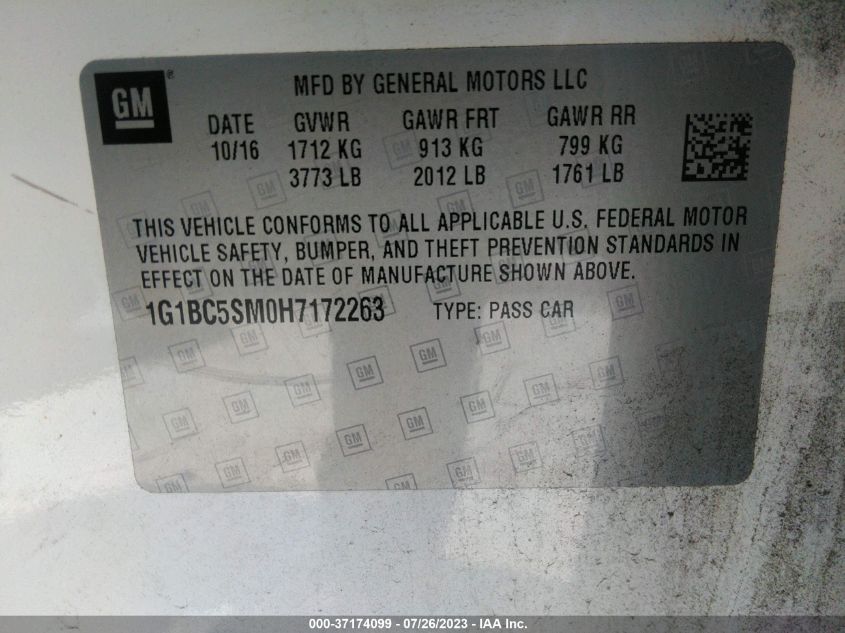 GM ® MFD BY GENERAL MOTORS LLC
DATE GVWR GAWR FRT GAWR RR
10/16 1712 KG 913 KG 799 KG
3773 LB 2012 LB 1761 LB
THIS VEHICLE CONFORMS TO ALL APPLICABLE U.S. FEDERAL MOTOR
VEHICLE SAFETY, BUMPER, AND THEFT PREVENTION STANDARDS IN
EFFECT ON THE DATE OF MANUFACTURE SHOWN ABOVE.
1G1BC5SM0H7172263 TYPE: PASS CAR
000-37174099 - 07/26/2023 - IAA Inc.